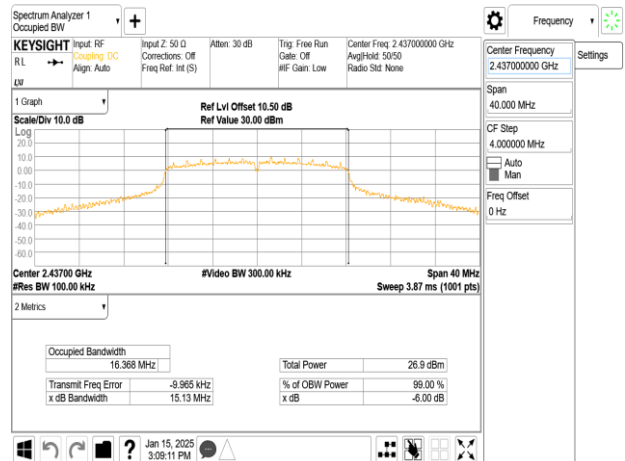 Spectrum Analyzer 1
Occupied BW
▼
+
Frequency
▼
KEYSIGHT
RL
LXI
Input: RF
Coupling: DC
Align: Auto
Input Z: 50 Ω
Corrections: Off
Freq Ref: Int (S)
Atten: 30 dB
Trig: Free Run
Gate: Off
#IF Gain: Low
Center Freq: 2.437000000 GHz
Avg|Hold: 50/50
Radio Std: None
Center Frequency
2.437000000 GHz
Settings
Span
40.000 MHz
CF Step
4.000000 MHz
Auto
Man
Freq Offset
0 Hz
1 Graph
▼
Scale/Div 10.0 dB
Ref Lvl Offset 10.50 dB
Ref Value 30.00 dBm
Log
20.0
10.0
0.00
-10.0
-20.0
-30.0
-40.0
-50.0
-60.0
Center 2.43700 GHz
#Video BW 300.00 kHz
Span 40 MHz
#Res BW 100.00 kHz
Sweep 3.87 ms (1001 pts)
2 Metrics
▼
Occupied Bandwidth
16.368 MHz
Total Power 26.9 dBm
Transmit Freq Error -9.965 kHz
% of OBW Power 99.00 %
x dB Bandwidth 15.13 MHz
x dB -6.00 dB
?
Jan 15, 2025
3:09:11 PM